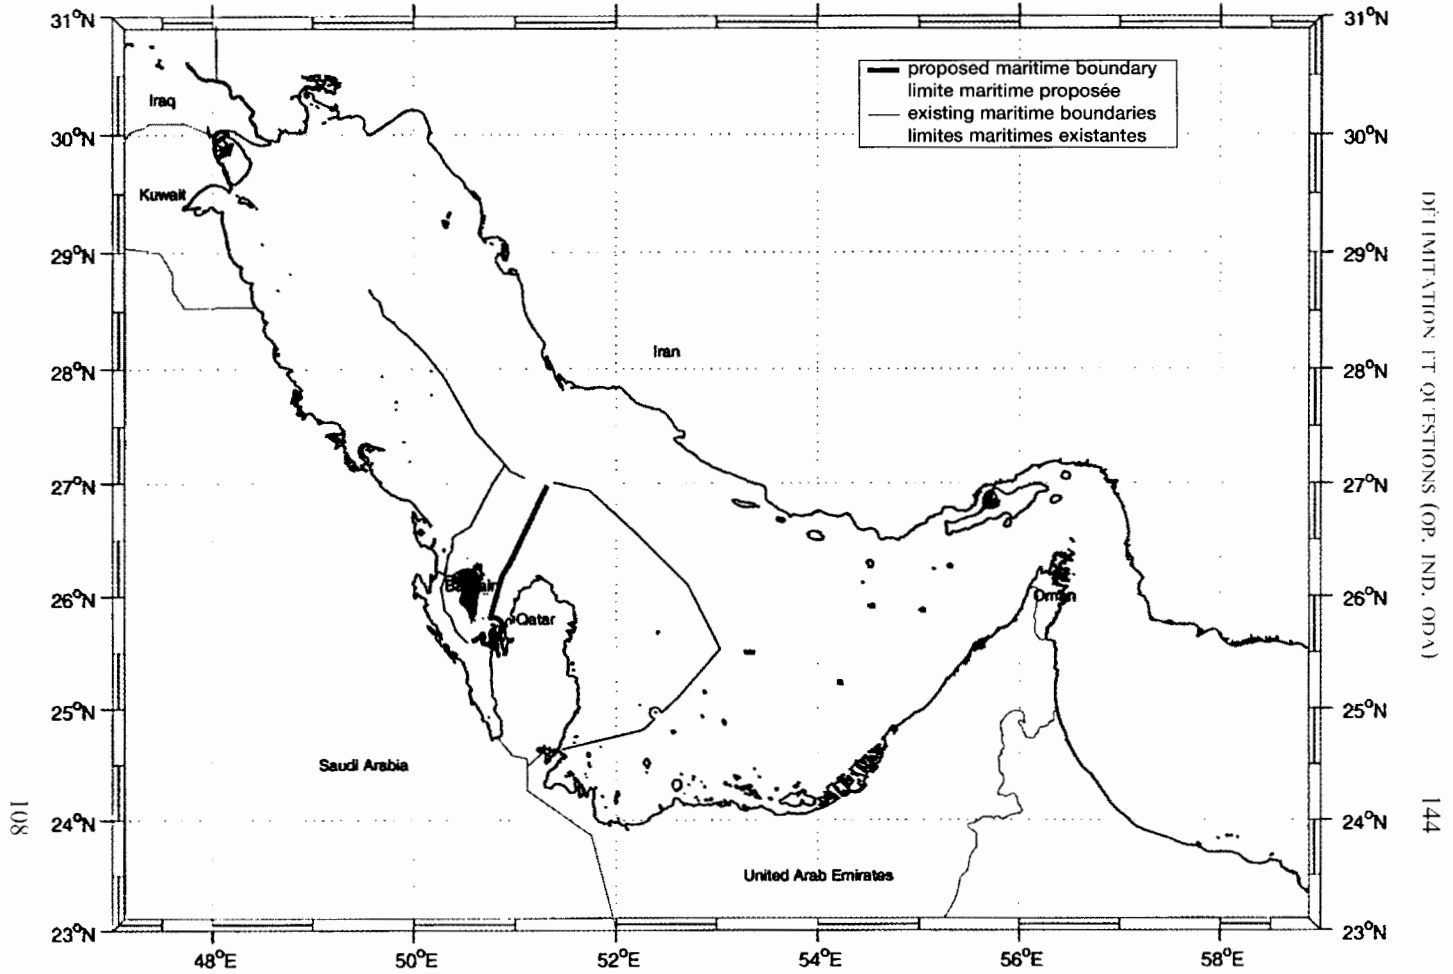 31°N
30°N
29°N
28°N
27°N
26°N
25°N
24°N
23°N
48°E
50°E
52°E
54°E
56°E
58°E
31°N
30°N
29°N
28°N
27°N
26°N
25°N
24°N
23°N
proposed maritime boundary
limite maritime proposée
existing maritime boundaries
limites maritimes existantes
Iraq
Kuwait
Iran
Bahrain
Qatar
Oman
Saudi Arabia
United Arab Emirates
DÉLIMITATION ET QUESTIONS (OP. IND. ODA)
144
108